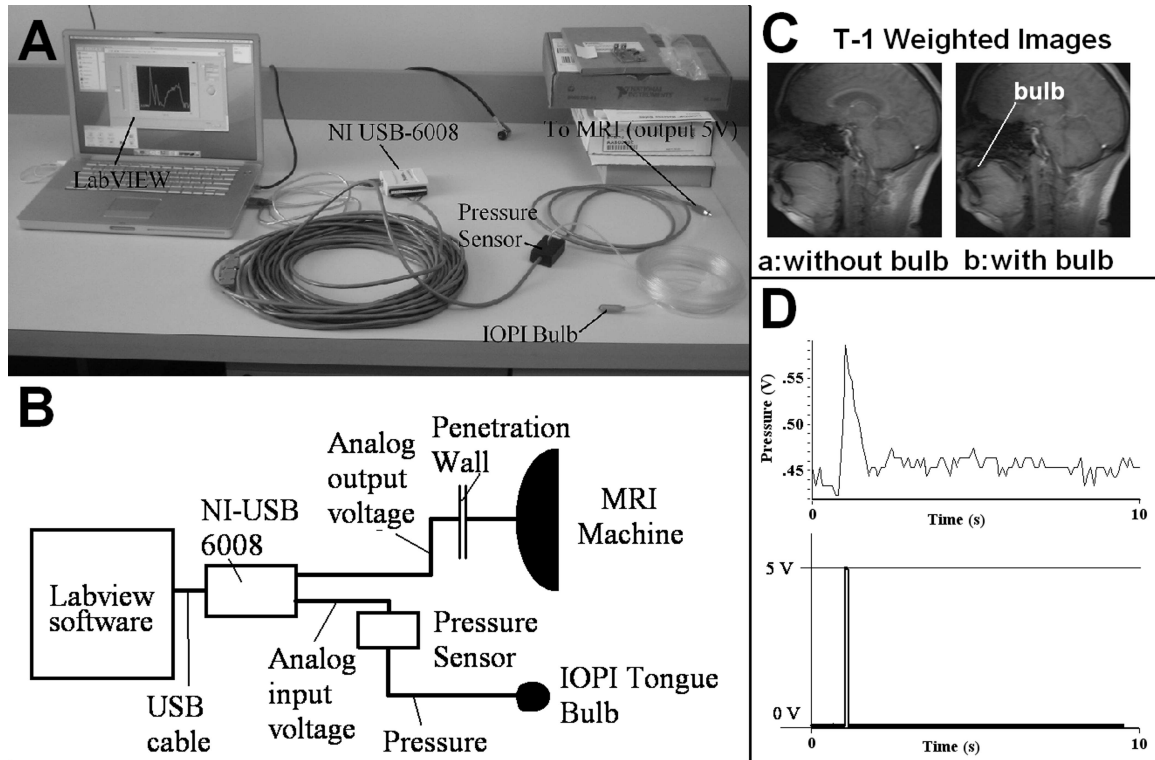 A
LabVIEW
NI USB-6008
To MRI (output 5V)
Pressure
Sensor
IOPI Bulb
B
Labview
software
USB
cable
NI-USB
6008
Analog
output
voltage
Penetration
Wall
MRI
Machine
Analog
input
voltage
Pressure
Sensor
Pressure
IOPI Tongue
Bulb
C
T-1 Weighted Images
bulb
a:without bulb
b:with bulb
D
Pressure (V)
.55
.50
.45
0
10
Time (s)
5 V
0 V
0
10
Time (s)